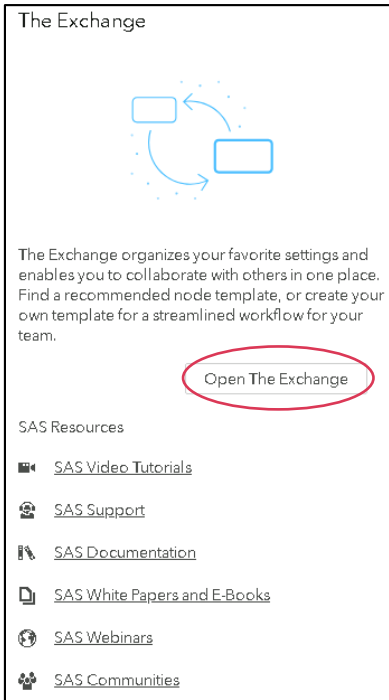 The Exchange
The Exchange organizes your favorite settings and
enables you to collaborate with others in one place.
Find a recommended node template, or create your
own template for a streamlined workflow for your
team.
Open The Exchange
SAS Resources
SAS Video Tutorials
SAS Support
SAS Documentation
SAS White Papers and E-Books
SAS Webinars
SAS Communities